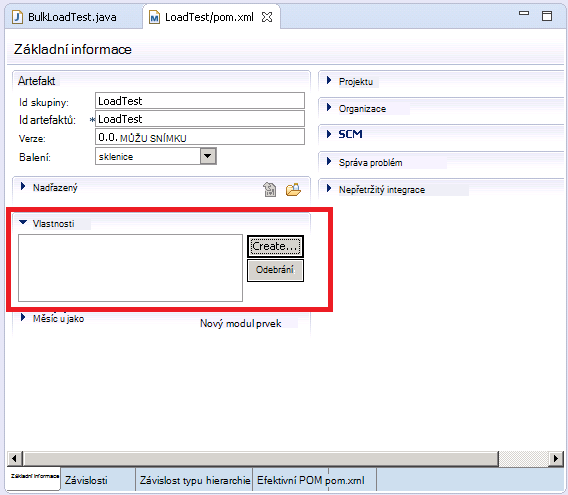 BulkLoadTest.java
LoadTest/pom.xml
Základní informace
Artefakt
Id skupiny: LoadTest
Id artefaktů: * LoadTest
Verze: 0.0. MŮŽU SNÍMKU
Balení: sklenice
Nadřazený
Vlastnosti
Create...
Odebrání
Měsíc u jako
Nový modul prvek
Projektu
Organizace
SCM
Správa problém
Nepřetržitý integrace
Základní informace
Závislosti
Závislost typu hierarchie
Efektivní POM
pom.xml